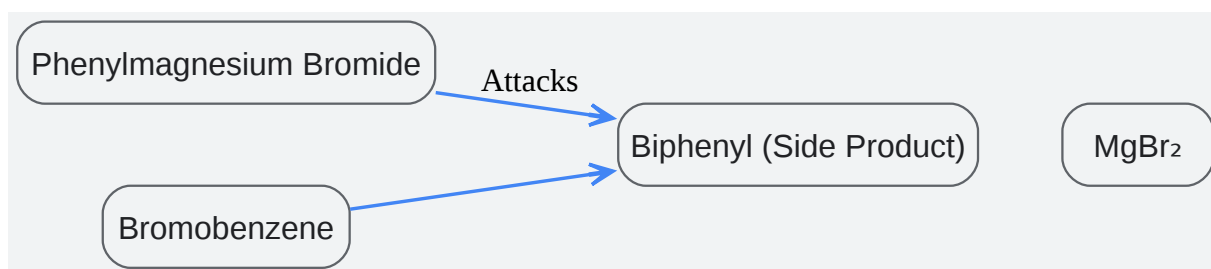 Phenylmagnesium Bromide
Attacks
Biphenyl (Side Product)
MgBr₂
Bromobenzene